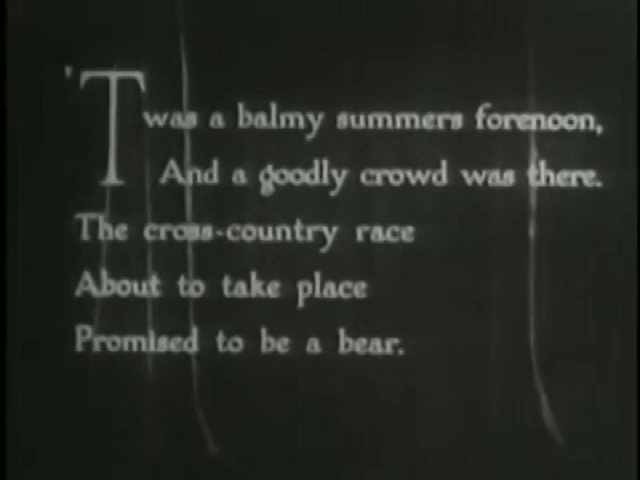 'Twas a balmy summers forenoon,
And a goodly crowd was there.
The cross-country race
About to take place
Promised to be a bear.